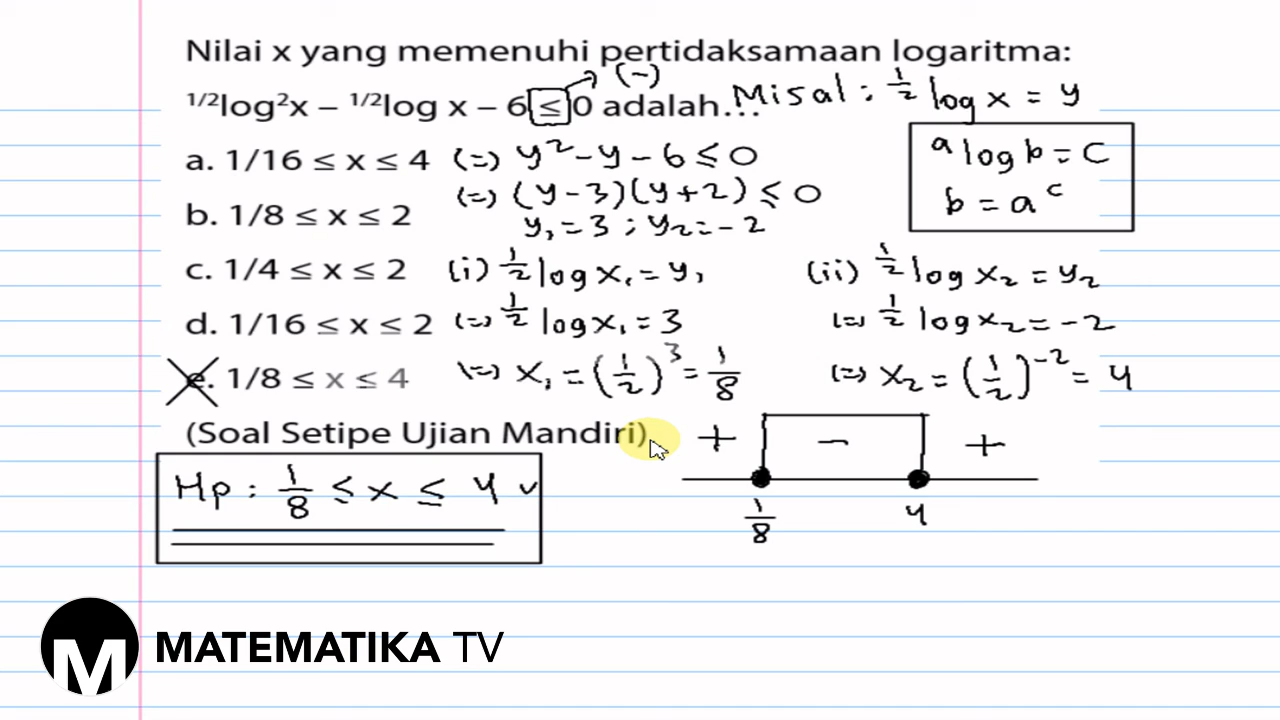 Nilai x yang memenuhi pertidaksamaan logaritma:
(-)
1/2log²x – 1/2log x – 6 ≤ 0 adalah... Misal: 1/2 log x = y
a log b = c
a. 1/16 ≤ x ≤ 4 (=) y² - y - 6 ≤ 0
(=) (y-3)(y+2) ≤ 0
b = a^c
b. 1/8 ≤ x ≤ 2
y₁ = 3 ; y₂ = -2
c. 1/4 ≤ x ≤ 2 (i) 1/2 log x₁ = y₁ (ii) 1/2 log x₂ = y₂
d. 1/16 ≤ x ≤ 2 (=) 1/2 log x₁ = 3 (=) 1/2 log x₂ = -2
e. 1/8 ≤ x ≤ 4 (=) x₁ = (1/2)³ = 1/8 (=) x₂ = (1/2)⁻² = 4
(Soal Setipe Ujian Mandiri) + - +
Hp : 1/8 ≤ x ≤ 4 v
1/8 4
M MATEMATIKA TV